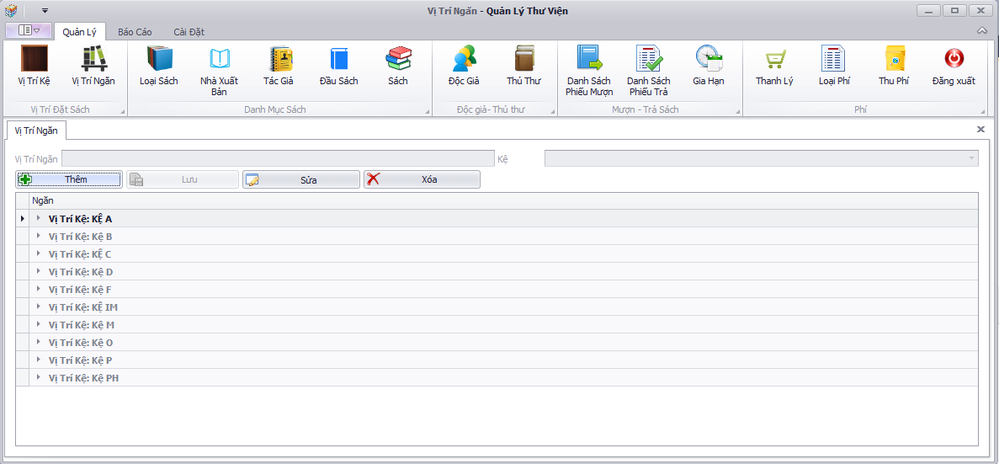 Vị Trí Ngăn - Quản Lý Thư Viện
Quản Lý Báo Cáo Cài Đặt
Vị Trí Kệ Vị Trí Ngăn Loại Sách Nhà Xuất Bản Tác Giả Đầu Sách Sách Độc Giả Thủ Thư Danh Sách Phiếu Mượn Danh Sách Phiếu Trả Gia Hạn Thanh Lý Loại Phí Thu Phí Đăng xuất
Vị Trí Đặt Sách Danh Mục Sách Độc giả- Thủ thư Mượn - Trả Sách Phí
Vị Trí Ngăn
Vị Trí Ngăn Kệ
Thêm Lưu Sửa Xóa
Ngăn
Vị Trí Kệ: KỆ A
Vị Trí Kệ: Kệ B
Vị Trí Kệ: KỆ C
Vị Trí Kệ: Kệ D
Vị Trí Kệ: Kệ F
Vị Trí Kệ: KỆ IM
Vị Trí Kệ: Kệ M
Vị Trí Kệ: Kệ O
Vị Trí Kệ: Kệ P
Vị Trí Kệ: Kệ PH